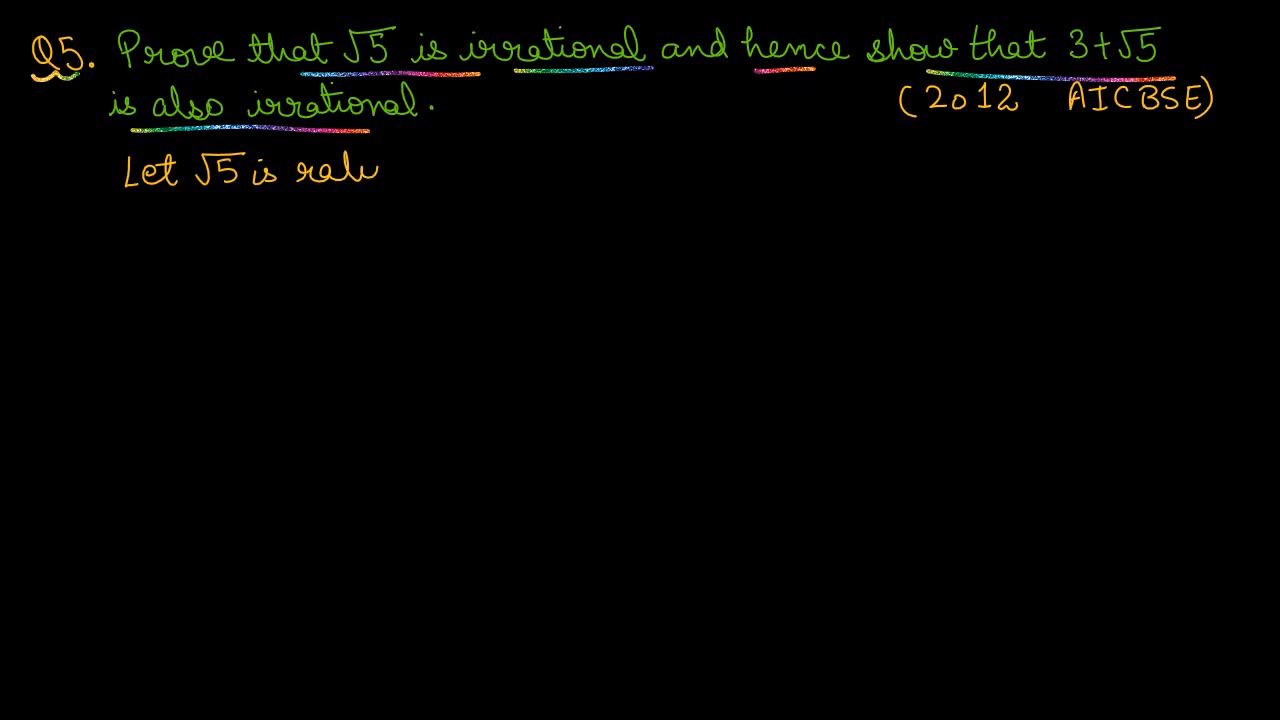 Q5. Prove that √5 is irrational and hence show that 3+√5
is also irrational.
(2012 AICBSE)
Let √5 is